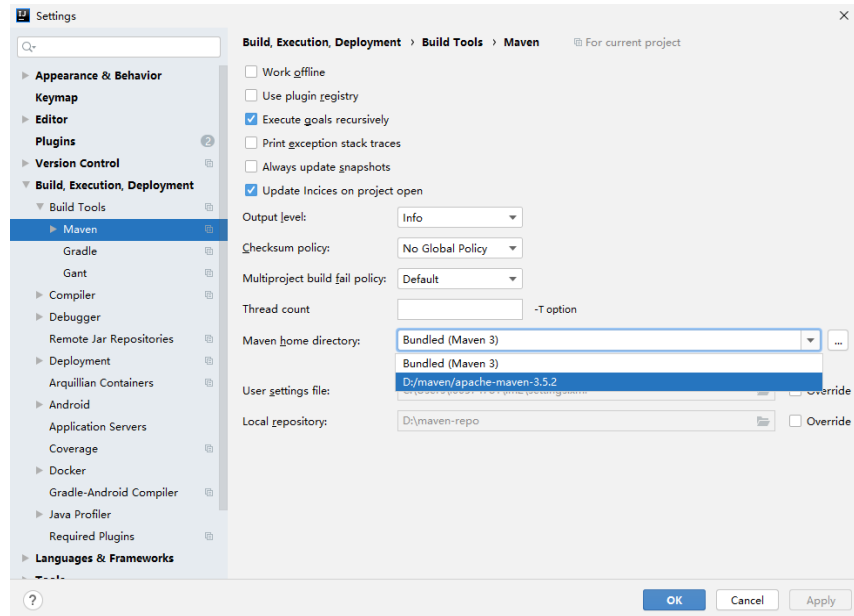 Settings
Build, Execution, Deployment › Build Tools › Maven For current project
Appearance & Behavior
Keymap
Editor
Plugins 2
Version Control
Build, Execution, Deployment
Build Tools
Maven
Gradle
Gant
Compiler
Debugger
Remote Jar Repositories
Deployment
Arquillian Containers
Android
Application Servers
Coverage
Docker
Gradle-Android Compiler
Java Profiler
Required Plugins
Languages & Frameworks
Tools
Work offline
Use plugin registry
Execute goals recursively
Print exception stack traces
Always update snapshots
Update Incices on project open
Output level: Info
Checksum policy: No Global Policy
Multiproject build fail policy: Default
Thread count -T option
Maven home directory: Bundled (Maven 3) ...
Bundled (Maven 3)
D:/maven/apache-maven-3.5.2
User settings file: Override
Local repository: D:\maven-repo Override
? OK Cancel Apply